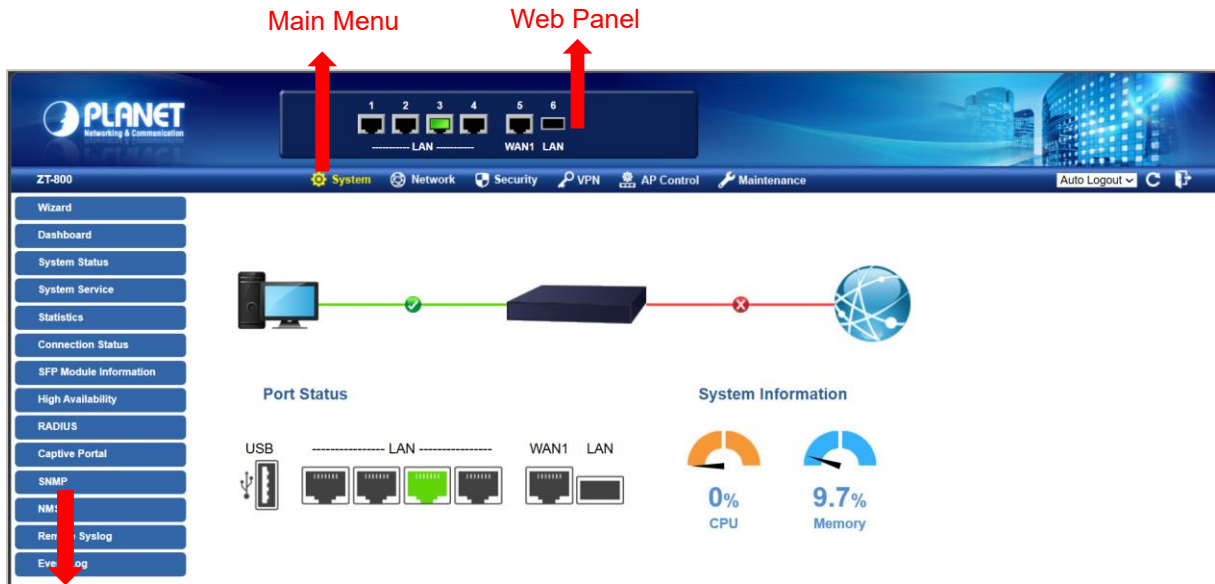 Main Menu
Web Panel
PLANET
Networking & Communication
1 2 3 4 5 6
----------- LAN ----------- WAN1 LAN
ZT-800
System Network Security VPN AP Control Maintenance
Auto Logout
Wizard
Dashboard
System Status
System Service
Statistics
Connection Status
SFP Module Information
High Availability
RADIUS
Captive Portal
SNMP
Syslog
Port Status
USB
---------------- LAN ---------------- WAN1 LAN
System Information
0%
CPU
9.7%
Memory